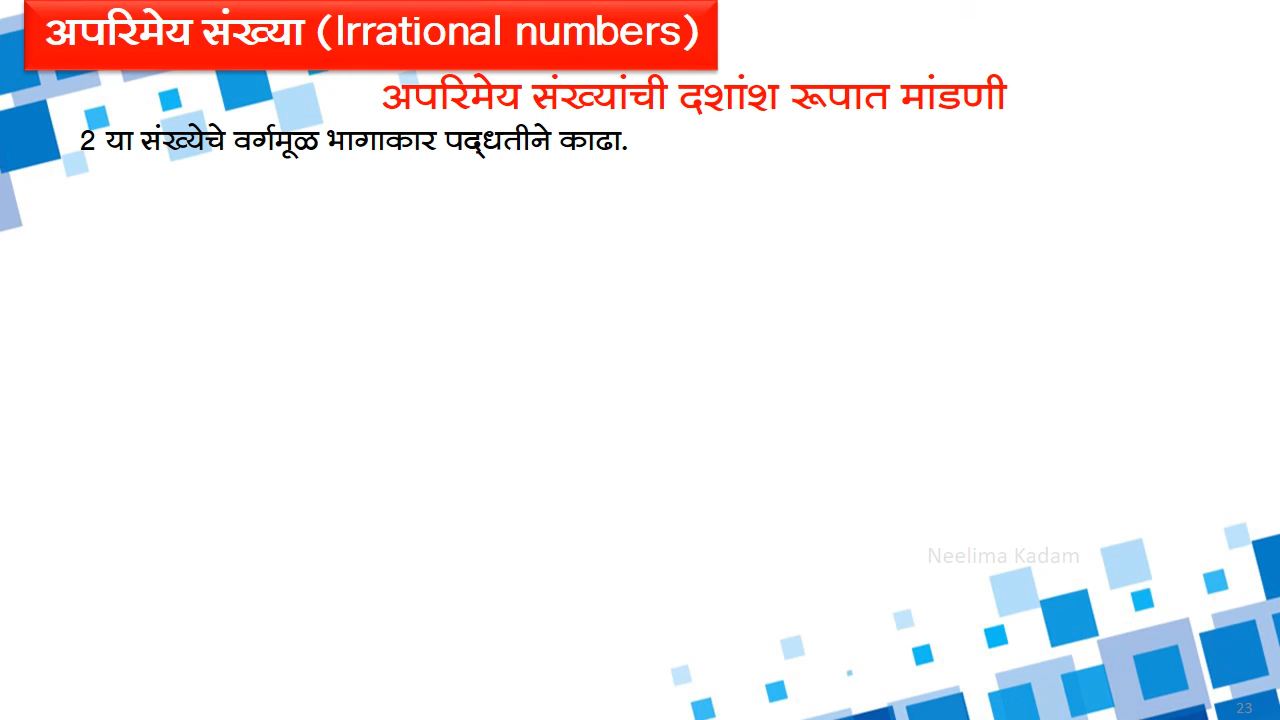 अपरिमेय संख्या (Irrational numbers)
अपरिमेय संख्यांची दशांश रूपात मांडणी
2 या संख्येचे वर्गमूळ भागाकार पद्धतीने काढा.
Neelima Kadam
23